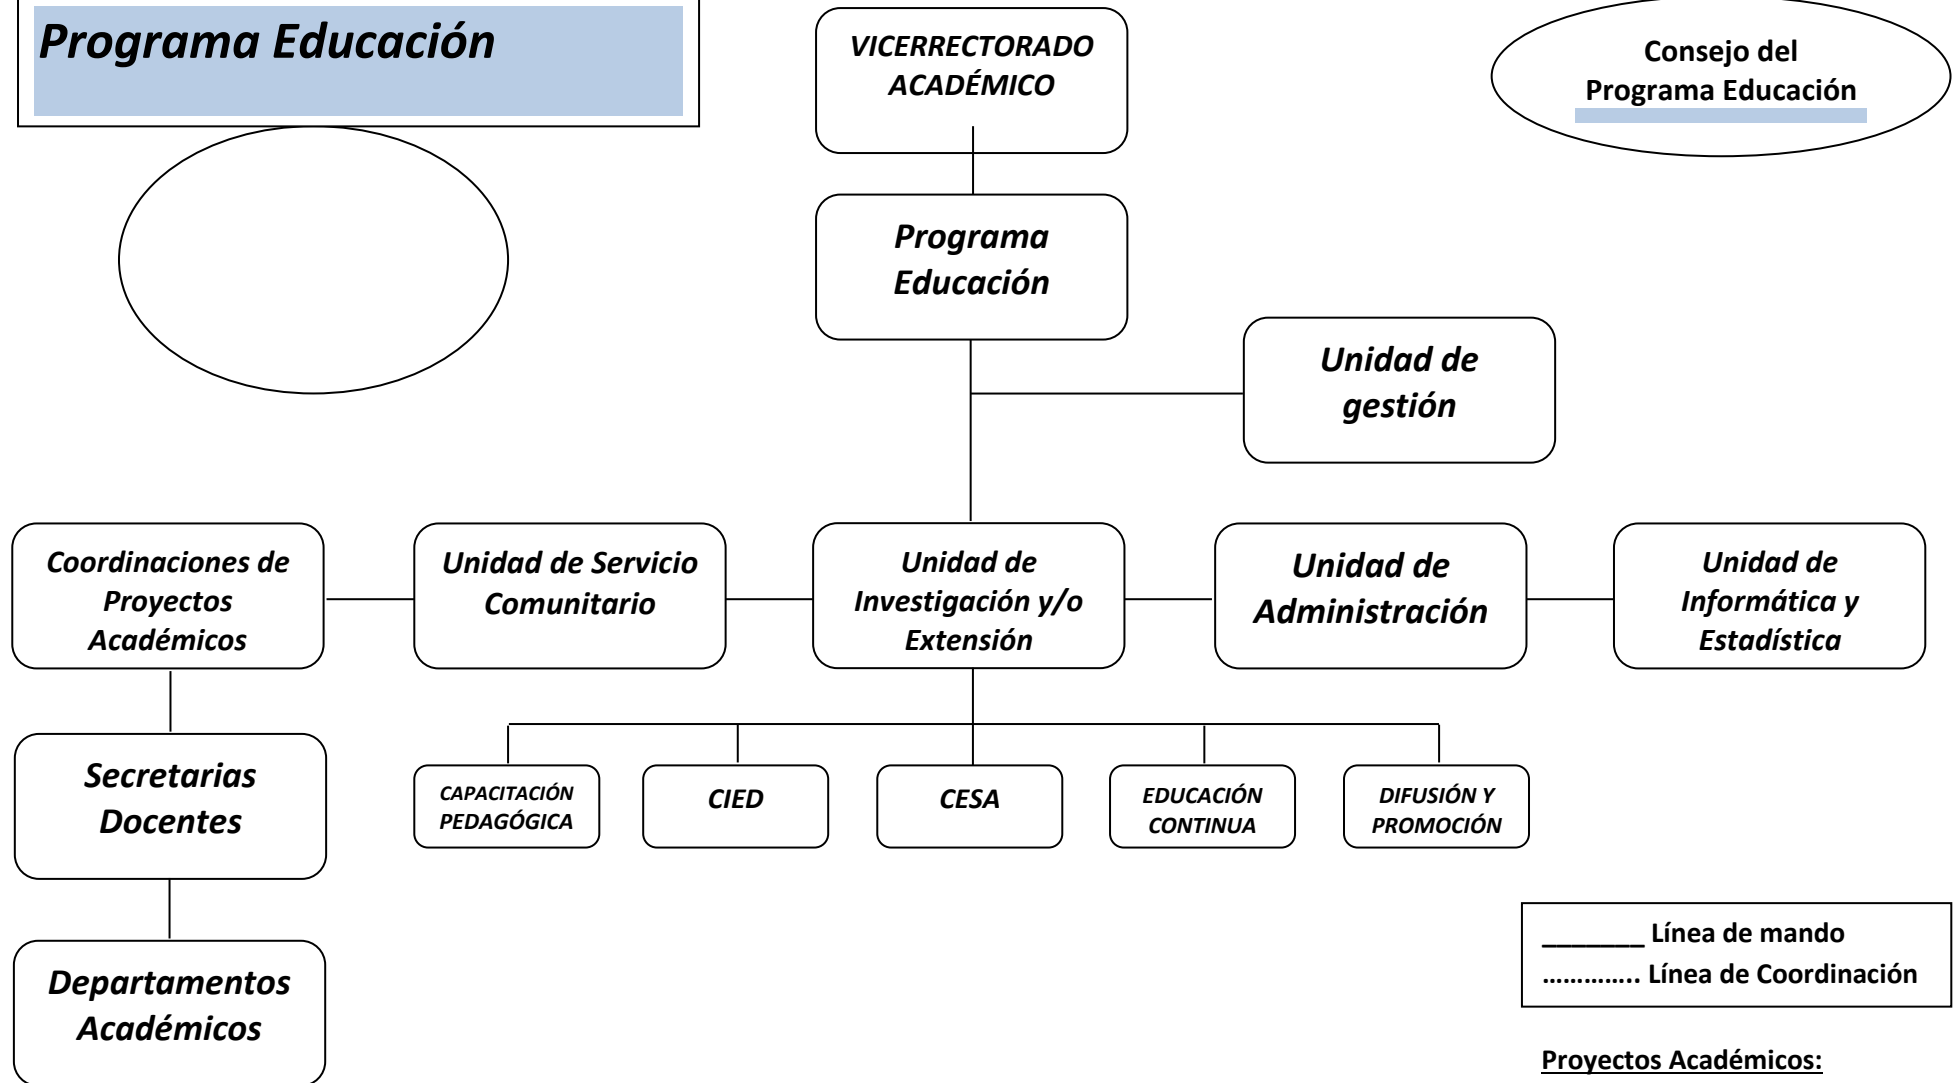 Programa Educación
VICERRECTORADO
ACADÉMICO
Consejo del
Programa Educación
Programa
Educación
Unidad de
gestión
Coordinaciones de
Proyectos
Académicos
Unidad de Servicio
Comunitario
Unidad de
Investigación y/o
Extensión
Unidad de
Administración
Unidad de
Informática y
Estadística
Secretarias
Docentes
CAPACITACIÓN
PEDAGÓGICA
CIED
CESA
EDUCACIÓN
CONTINUA
DIFUSIÓN Y
PROMOCIÓN
Departamentos
Académicos
_______ Línea de mando
………….. Línea de Coordinación
Proyectos Académicos: